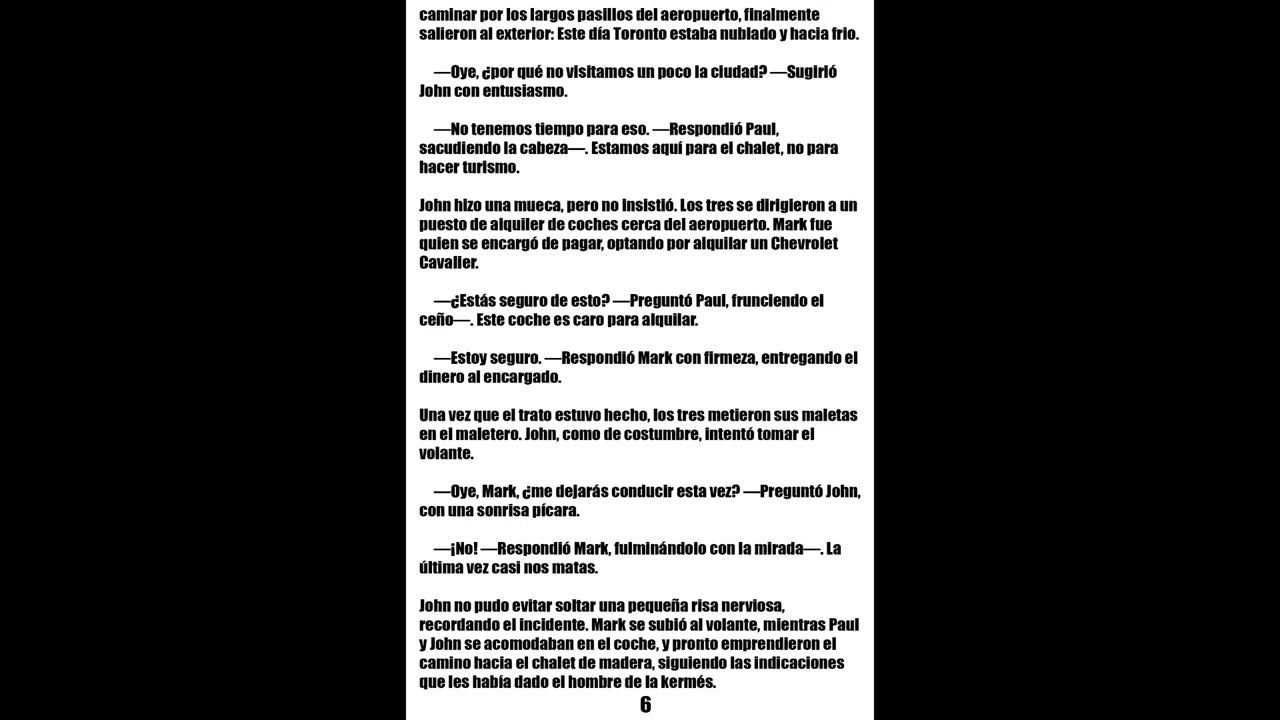 caminar por los largos pasillos del aeropuerto, finalmente
salieron al exterior: Este día Toronto estaba nublado y hacia frio.
—Oye, ¿por qué no visitamos un poco la ciudad? —Sugirió
John con entusiasmo.
—No tenemos tiempo para eso. —Respondió Paul,
sacudiendo la cabeza—. Estamos aquí para el chalet, no para
hacer turismo.
John hizo una mueca, pero no insistió. Los tres se dirigieron a un
puesto de alquiler de coches cerca del aeropuerto. Mark fue
quien se encargó de pagar, optando por alquilar un Chevrolet
Cavalier.
—¿Estás seguro de esto? —Preguntó Paul, frunciendo el
ceño—. Este coche es caro para alquilar.
—Estoy seguro. —Respondió Mark con firmeza, entregando el
dinero al encargado.
Una vez que el trato estuvo hecho, los tres metieron sus maletas
en el maletero. John, como de costumbre, intentó tomar el
volante.
—Oye, Mark, ¿me dejarás conducir esta vez? —Preguntó John,
con una sonrisa pícara.
—¡No! —Respondió Mark, fulminándolo con la mirada—. La
última vez casi nos matas.
John no pudo evitar soltar una pequeña risa nerviosa,
recordando el incidente. Mark se subió al volante, mientras Paul
y John se acomodaban en el coche, y pronto emprendieron el
camino hacia el chalet de madera, siguiendo las indicaciones
que les había dado el hombre de la kermés.
6